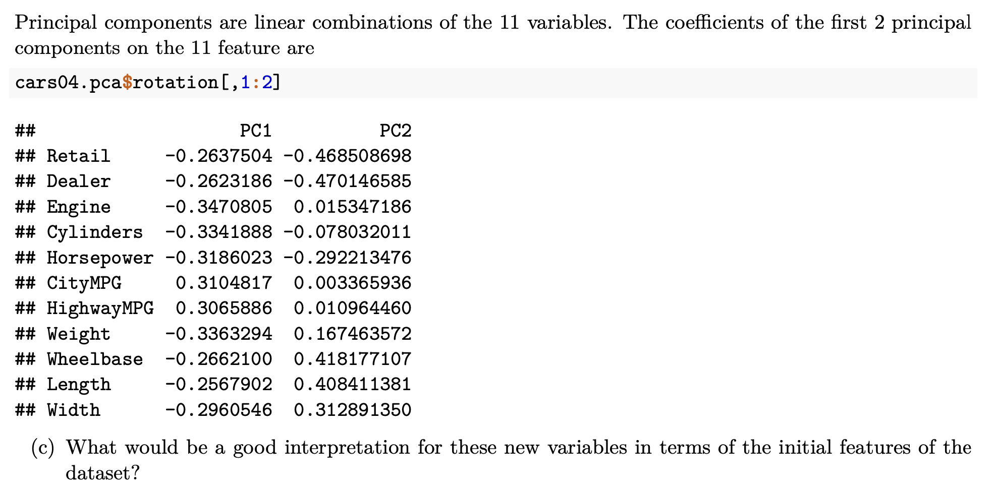 Principal components are linear combinations of the 11 variables. The coefficients of the first 2 principal
components on the 11 feature are
cars04.pca$rotation[,1:2]
##                   PC1          PC2
## Retail     -0.2637504 -0.468508698
## Dealer     -0.2623186 -0.470146585
## Engine     -0.3470805  0.015347186
## Cylinders  -0.3341888 -0.078032011
## Horsepower -0.3186023 -0.292213476
## CityMPG     0.3104817  0.003365936
## HighwayMPG  0.3065886  0.010964460
## Weight     -0.3363294  0.167463572
## Wheelbase  -0.2662100  0.418177107
## Length     -0.2567902  0.408411381
## Width      -0.2960546  0.312891350
(c) What would be a good interpretation for these new variables in terms of the initial features of the
dataset?